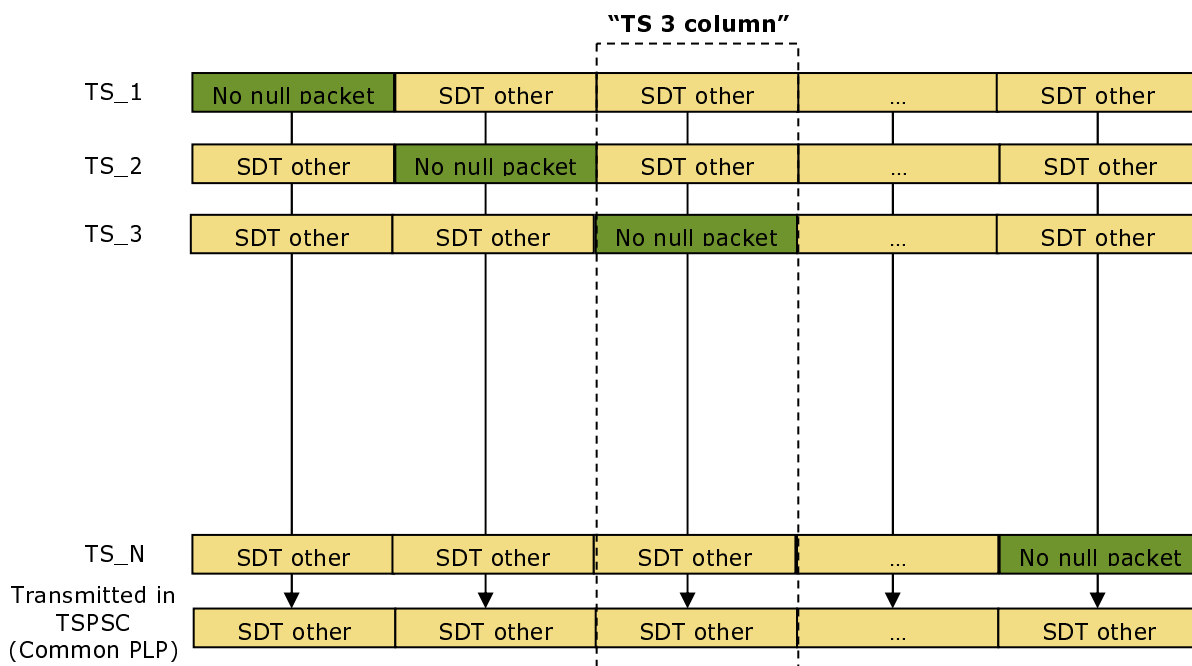 “TS 3 column”
TS_1 No null packet SDT other SDT other ... SDT other
TS_2 SDT other No null packet SDT other ... SDT other
TS_3 SDT other SDT other No null packet ... SDT other
TS_N SDT other SDT other SDT other ... No null packet
Transmitted in
TSPSC
(Common PLP)
SDT other SDT other SDT other ... SDT other